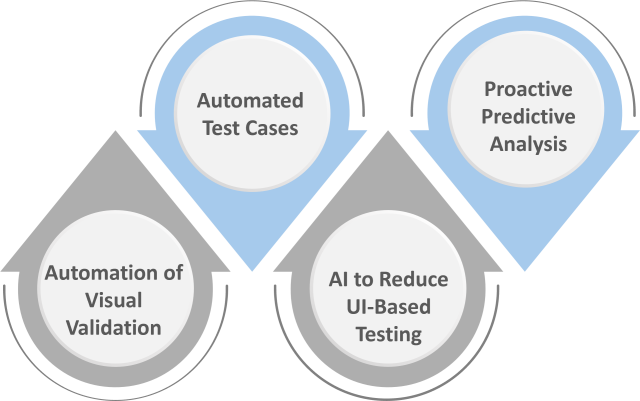 Automated
Test Cases
Proactive
Predictive
Analysis
Automation of
Visual
Validation
AI to Reduce
UI-Based
Testing